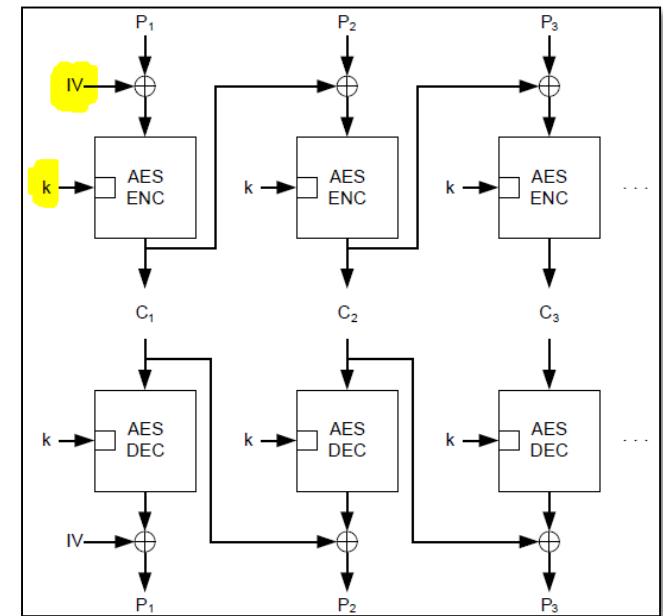 P₁ P₂ P₃
IV
k AES ENC k AES ENC k AES ENC . . .
C₁ C₂ C₃
k AES DEC k AES DEC k AES DEC . . .
IV
P₁ P₂ P₃